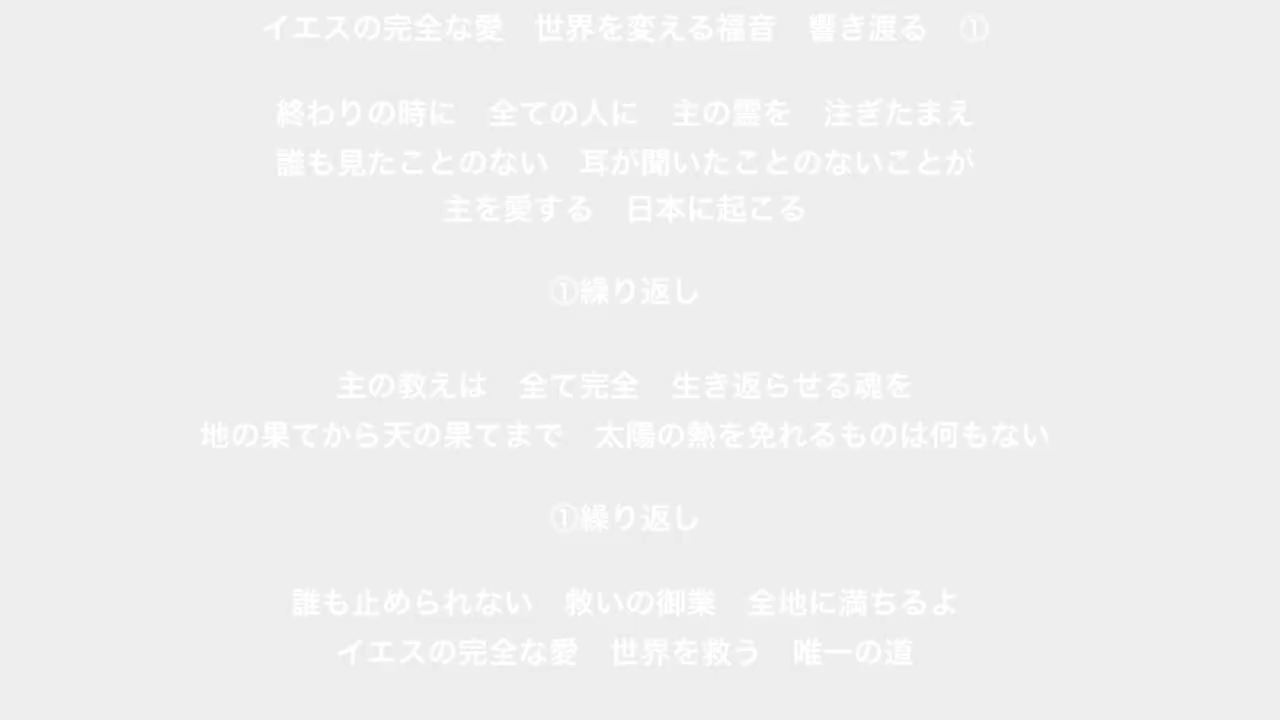 イエスの完全な愛　世界を変える福音　響き渡る　①
終わりの時に　全ての人に　主の霊を　注ぎたまえ
誰も見たことのない　耳が聞いたことのないことが
主を愛する　日本に起こる
①繰り返し
主の教えは　全て完全　生き返らせる魂を
地の果てから天の果てまで　太陽の熱を免れるものは何もない
①繰り返し
誰も止められない　救いの御業　全地に満ちるよ
イエスの完全な愛　世界を救う　唯一の道